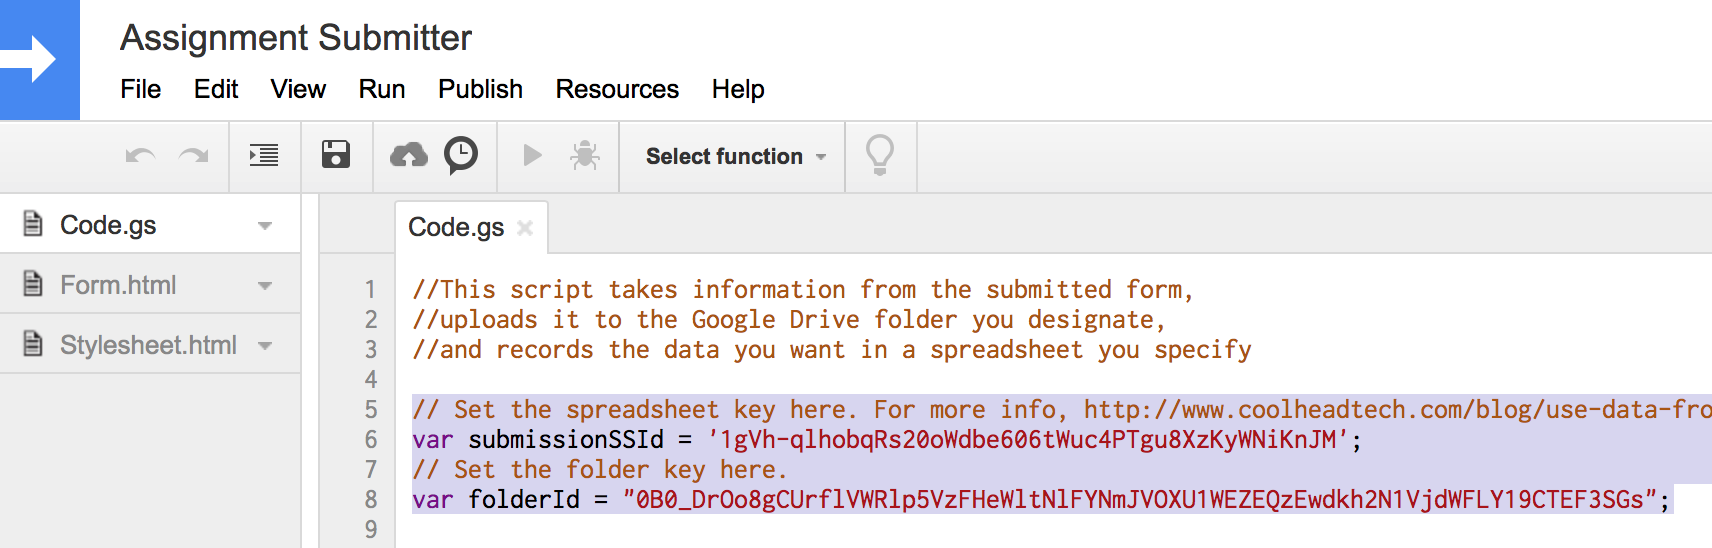 Assignment Submitter
File Edit View Run Publish Resources Help
Select function
Code.gs
Form.html
Stylesheet.html
Code.gs
1 //This script takes information from the submitted form,
2 //uploads it to the Google Drive folder you designate,
3 //and records the data you want in a spreadsheet you specify
4
5 // Set the spreadsheet key here. For more info, http://www.coolheadtech.com/blog/use-data-fro
6 var submissionSSId = '1gVh-qlhobqRs20oWdbe606tWuc4PTgu8XzKyWNiKnJM';
7 // Set the folder key here.
8 var folderId = "0B0_DrOo8gCUrflVWRlp5VzFHeWltNlFYNmJVOXU1WEZEQzEwdkh2N1VjdWFLY19CTEF3SGs";
9